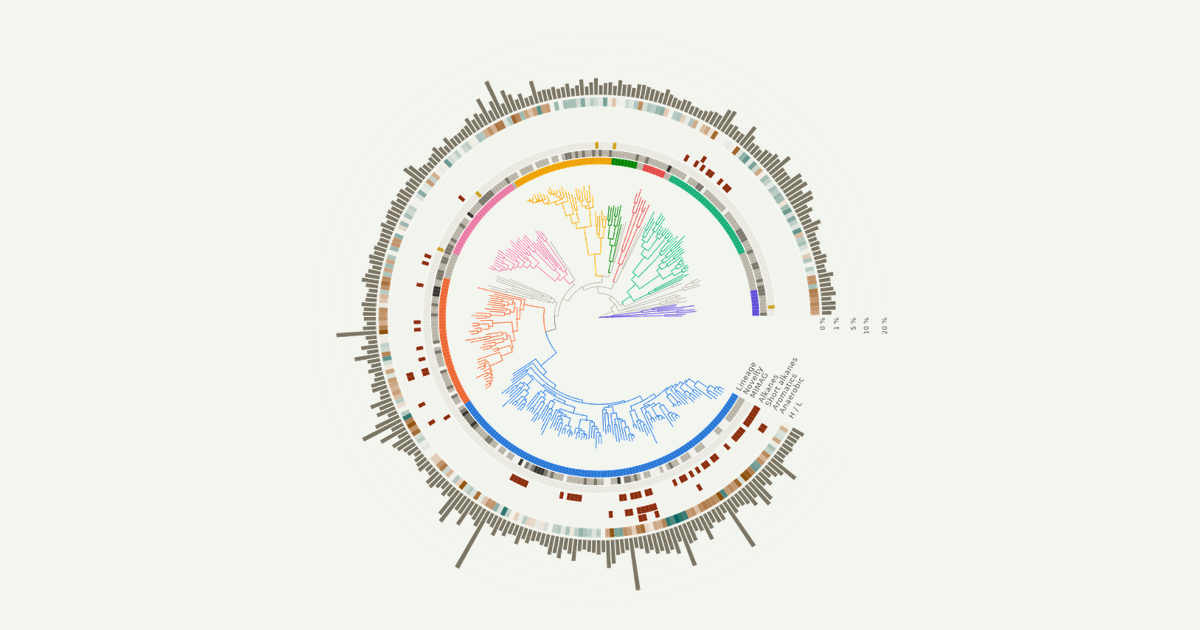 0 %
1 %
5 %
10 %
20 %
Lineage
Novelty
MIMAG
Alkanes
Short alkanes
Aromatics
Anaerobic
H / L